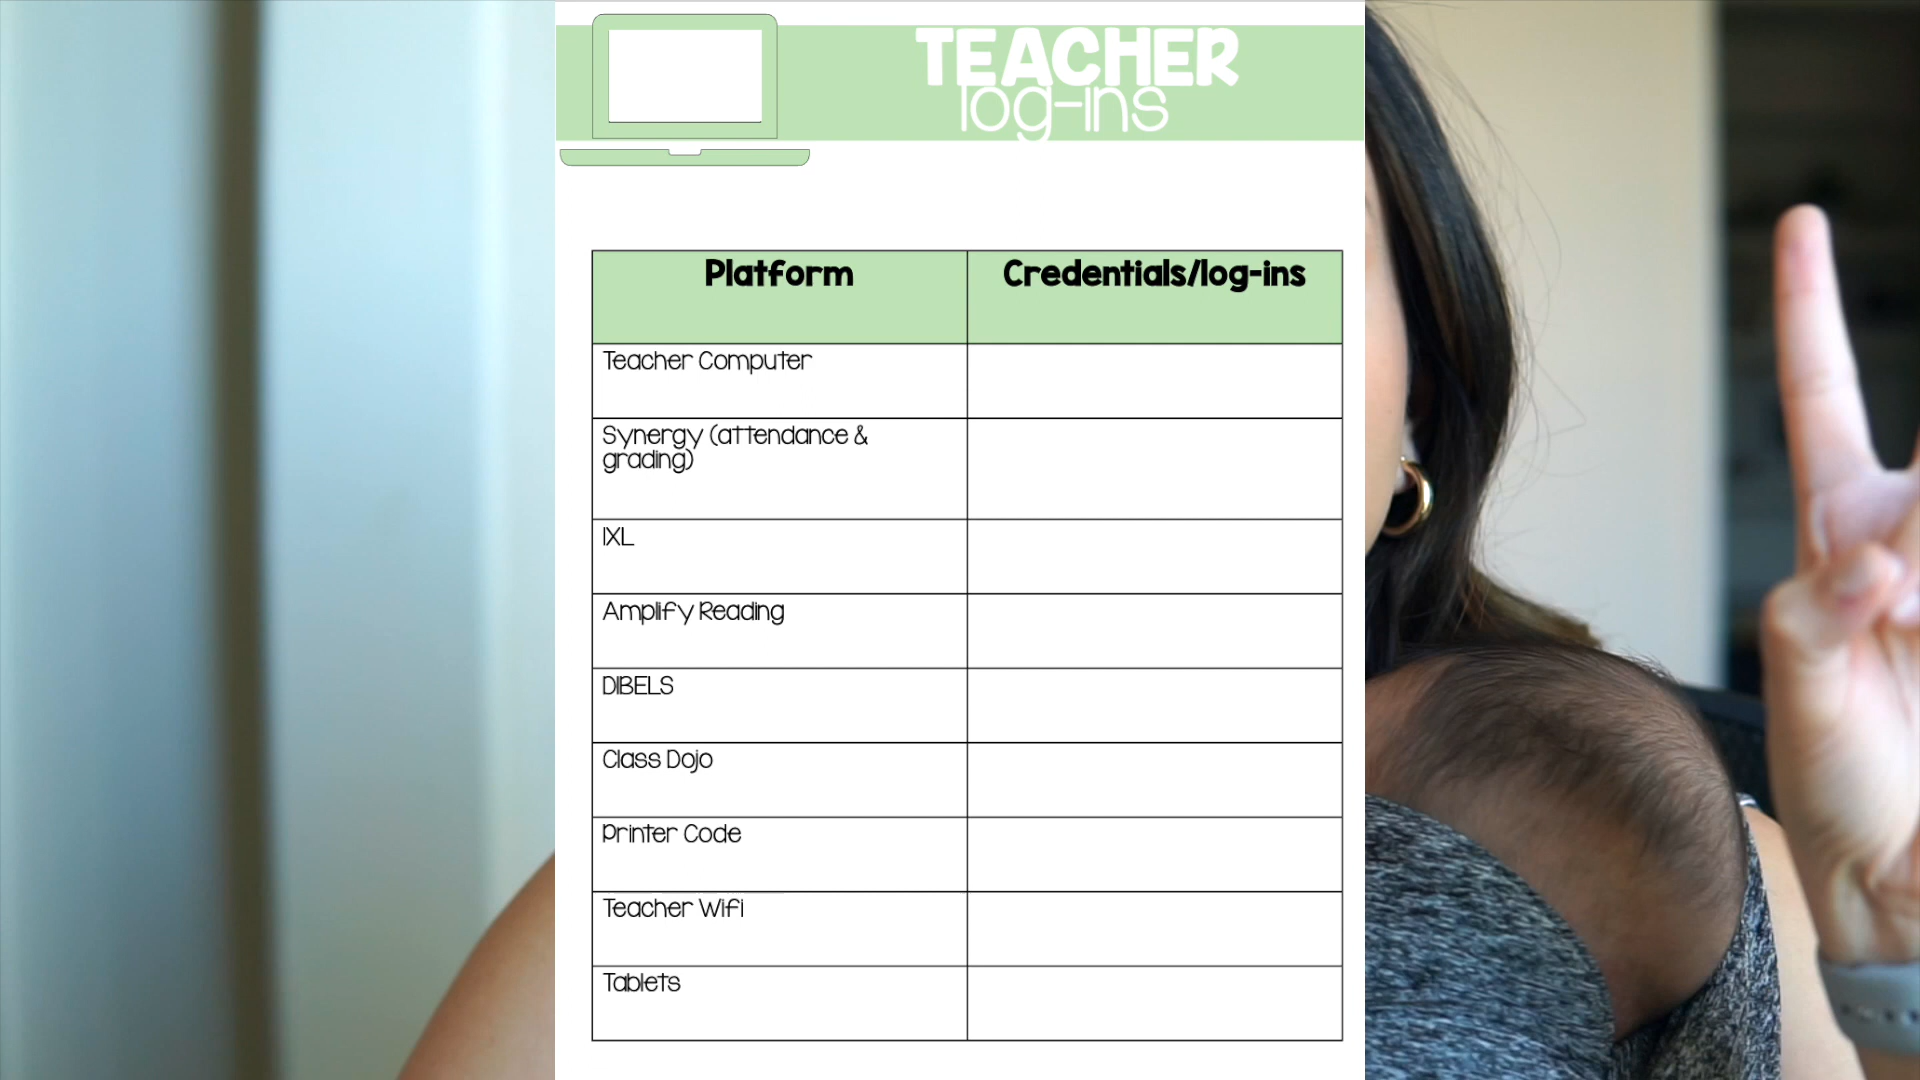 TEACHER
log-ins
Platform
Credentials/log-ins
Teacher Computer
Synergy (attendance &
grading)
IXL
Amplify Reading
DIBELS
Class Dojo
Printer Code
Teacher Wifi
Tablets